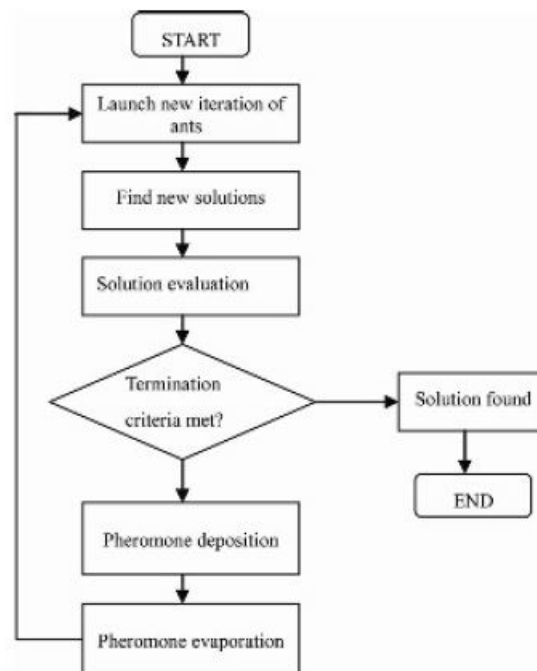 START
Launch new iteration of
ants
Find new solutions
Solution evaluation
Termination
criteria met?
Solution found
END
Pheromone deposition
Pheromone evaporation